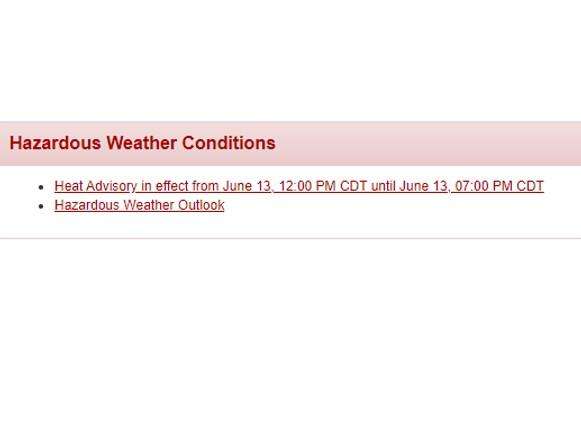 Hazardous Weather Conditions
Heat Advisory in effect from June 13, 12:00 PM CDT until June 13, 07:00 PM CDT
Hazardous Weather Outlook